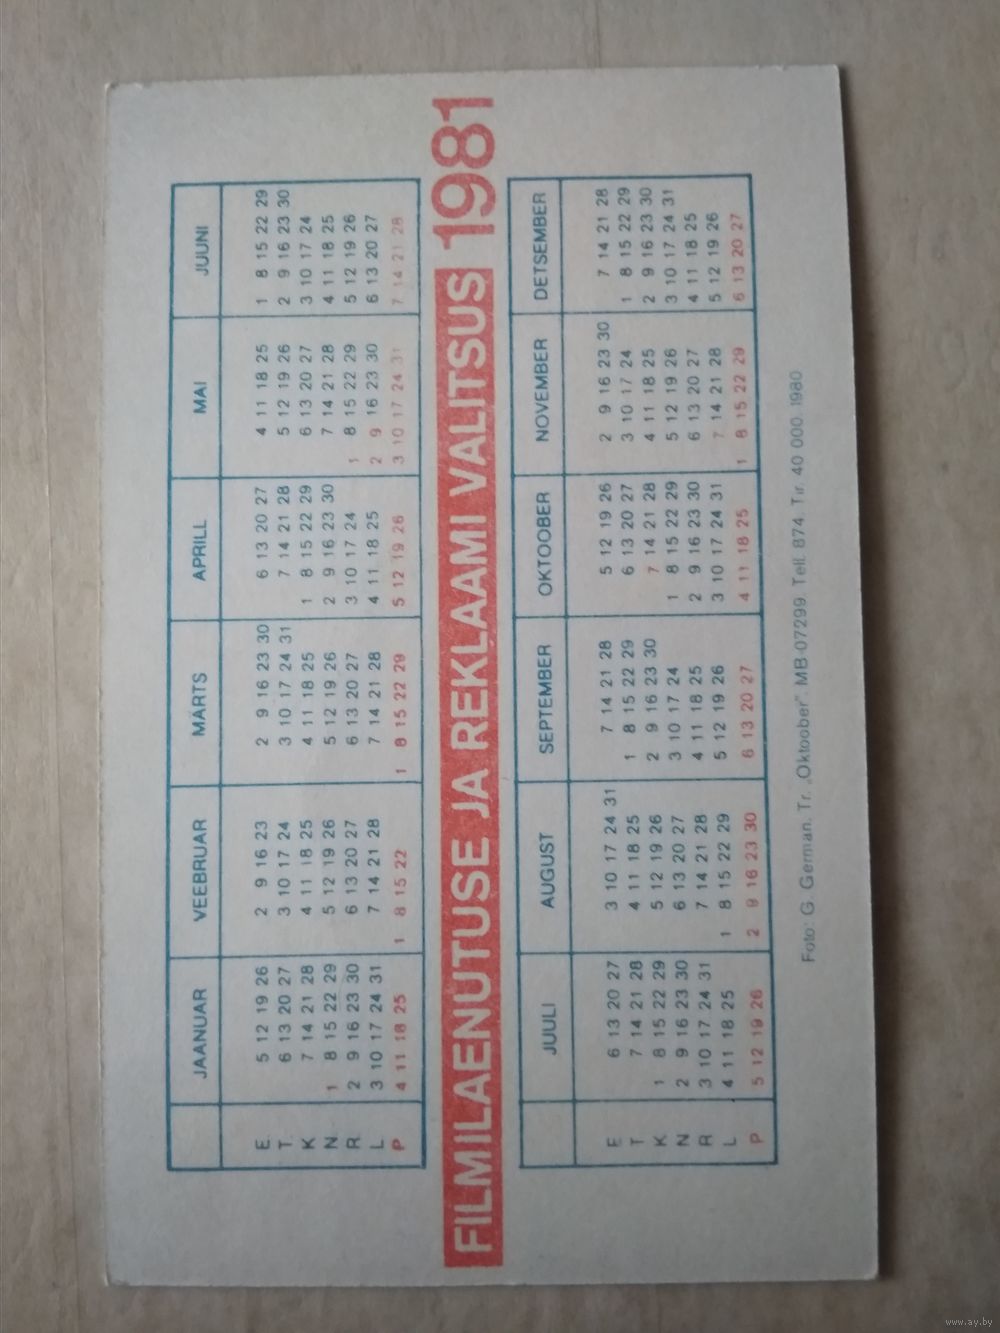 JAANUAR VEEBRUAR MÄRTS APRILL MAI JUUNI
E. 5 12 19 26 2 9 16 23 2 9 16 23 30 6 13 20 27 4 11 18 25 1 8 15 22 29
T. 6 13 20 27 3 10 17 24 3 10 17 24 31 7 14 21 28 5 12 19 26 2 9 16 23 30
K 7 14 21 28 4 11 18 25 4 11 18 25 1 8 15 22 29 6 13 20 27 3 10 17 24
N. 1 8 15 22 29 5 12 19 26 5 12 19 26 2 9 16 23 30 7 14 21 28 4 11 18 25
R. 2 9 16 23 30 6 13 20 27 6 13 20 27 3 10 17 24 1 8 15 22 29 5 12 19 26
L 3 10 17 24 31 7 14 21 28 7 14 21 28 4 11 18 25 2 9 16 23 30 6 13 20 27
P 4 11 18 25 1 8 15 22 1 8 15 22 29 5 12 19 26 3 10 17 24 31 7 14 21 28
FILMILAENUTUSE JA REKLAAMI VALITSUS 1981
JUULI AUGUST SEPTEMBER OKTOOBER NOVEMBER DETSEMBER
E 6 13 20 27 3 10 17 24 31 7 14 21 28 5 12 19 26 2 9 16 23 30 7 14 21 28
T. 7 14 21 28 4 11 18 25 1 8 15 22 29 6 13 20 27 3 10 17 24 1 8 15 22 29
K 1 8 15 22 29 5 12 19 26 2 9 16 23 30 7 14 21 28 4 11 18 25 2 9 16 23 30
N 2 9 16 23 30 6 13 20 27 3 10 17 24 1 8 15 22 29 5 12 19 26 3 10 17 24 31
R 3 10 17 24 31 7 14 21 28 4 11 18 25 2 9 16 23 30 6 13 20 27 4 11 18 25
L 4 11 18 25 1 8 15 22 29 5 12 19 26 3 10 17 24 31 7 14 21 28 5 12 19 26
P 5 12 19 26 2 9 16 23 30 6 13 20 27 4 11 18 25 1 8 15 22 29 6 13 20 27
Foto: G. German. Tr. „Oktoober". MB-07299. Tell. 874. Tir. 40 000. 1980
www.ay.by